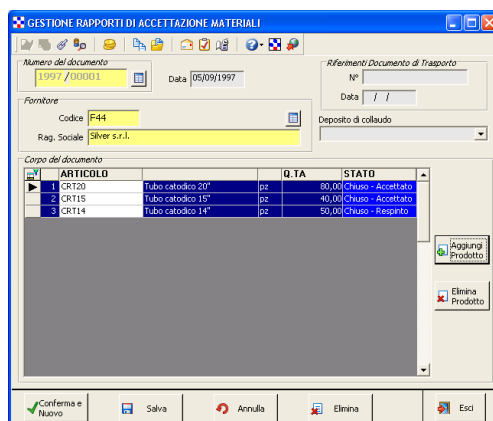 GESTIONE RAPPORTI DI ACCETTAZIONE MATERIALI
Numero del documento
1997 /00001
Data 05/09/1997
Riferimenti Documento di Trasporto
N°
Data / /
Fornitore
Codice F44
Rag. Sociale Silver s.r.l.
Deposito di collaudo
Corpo del documento
ARTICOLO Q.TA STATO
1 CRT20 Tubo catodico 20" pz 80,00 Chiuso - Accettato
2 CRT15 Tubo catodico 15" pz 40,00 Chiuso - Accettato
3 CRT14 Tubo catodico 14" pz 50,00 Chiuso - Respinto
Aggiungi
Prodotto
Elimina
Prodotto
Conferma e
Nuovo
Salva Annulla Elimina Esci